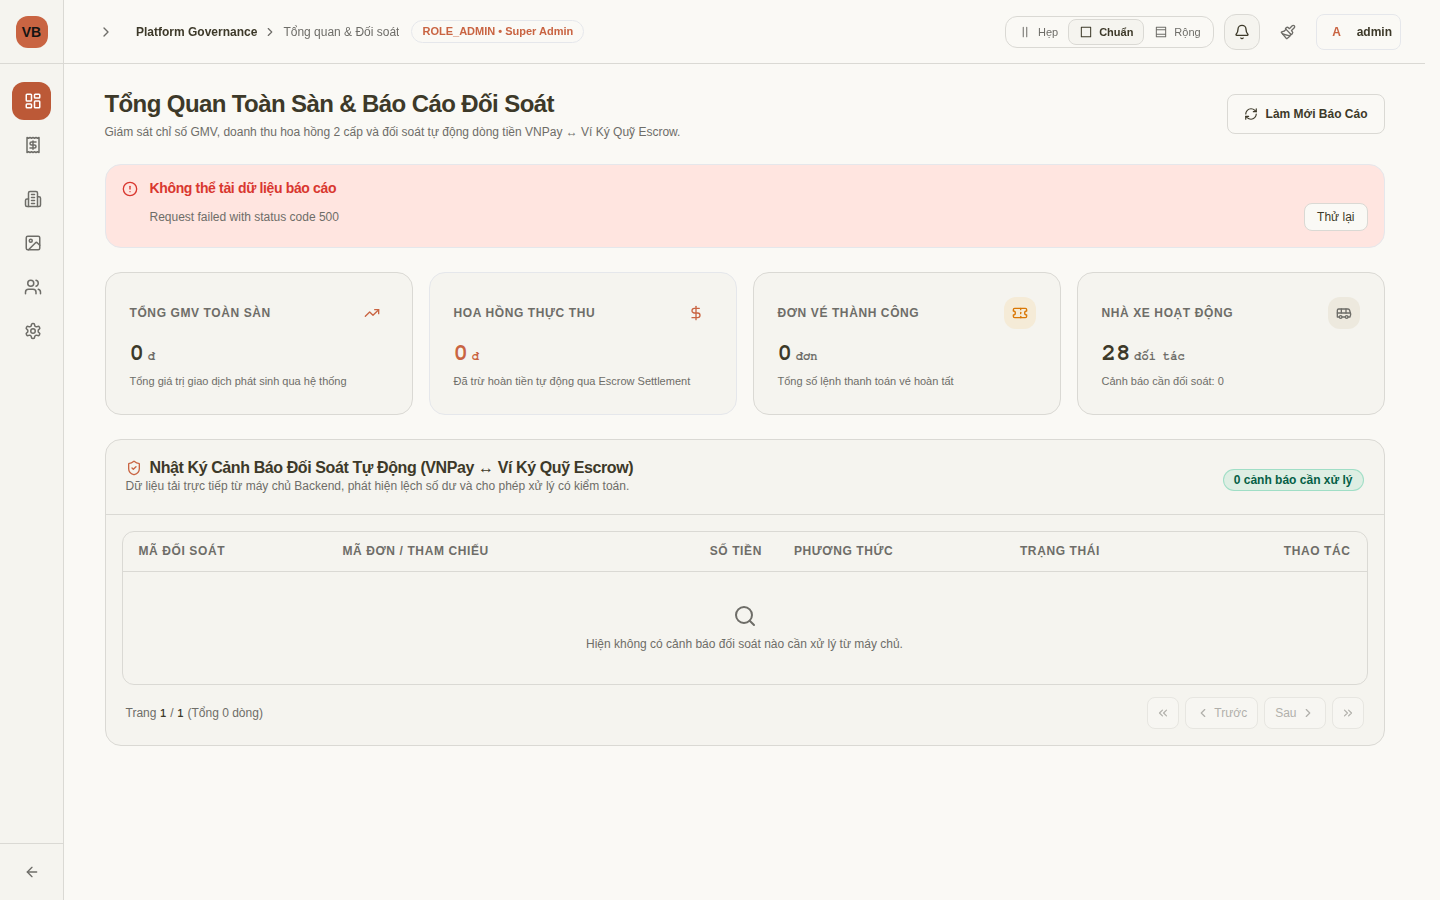 VB
Platform Governance
Tổng quan & Đối soát
ROLE_ADMIN • Super Admin
Hẹp
Chuẩn
Rộng
A
admin
Tổng Quan Toàn Sàn & Báo Cáo Đối Soát
Giám sát chỉ số GMV, doanh thu hoa hồng 2 cấp và đối soát tự động dòng tiền VNPay ↔ Ví Ký Quỹ Escrow.
Làm Mới Báo Cáo
Không thể tải dữ liệu báo cáo
Request failed with status code 500
Thử lại
TỔNG GMV TOÀN SÀN
0 đ
Tổng giá trị giao dịch phát sinh qua hệ thống
HOA HỒNG THỰC THU
0 đ
Đã trừ hoàn tiền tự động qua Escrow Settlement
ĐƠN VÉ THÀNH CÔNG
0 đơn
Tổng số lệnh thanh toán vé hoàn tất
NHÀ XE HOẠT ĐỘNG
28 đối tác
Cảnh báo cần đối soát: 0
Nhật Ký Cảnh Báo Đối Soát Tự Động (VNPay ↔ Ví Ký Quỹ Escrow)
Dữ liệu tải trực tiếp từ máy chủ Backend, phát hiện lệch số dư và cho phép xử lý có kiểm toán.
0 cảnh báo cần xử lý
MÃ ĐỐI SOÁT
MÃ ĐƠN / THAM CHIẾU
SỐ TIỀN
PHƯƠNG THỨC
TRẠNG THÁI
THAO TÁC
Hiện không có cảnh báo đối soát nào cần xử lý từ máy chủ.
Trang 1 / 1 (Tổng 0 dòng)
Trước
Sau